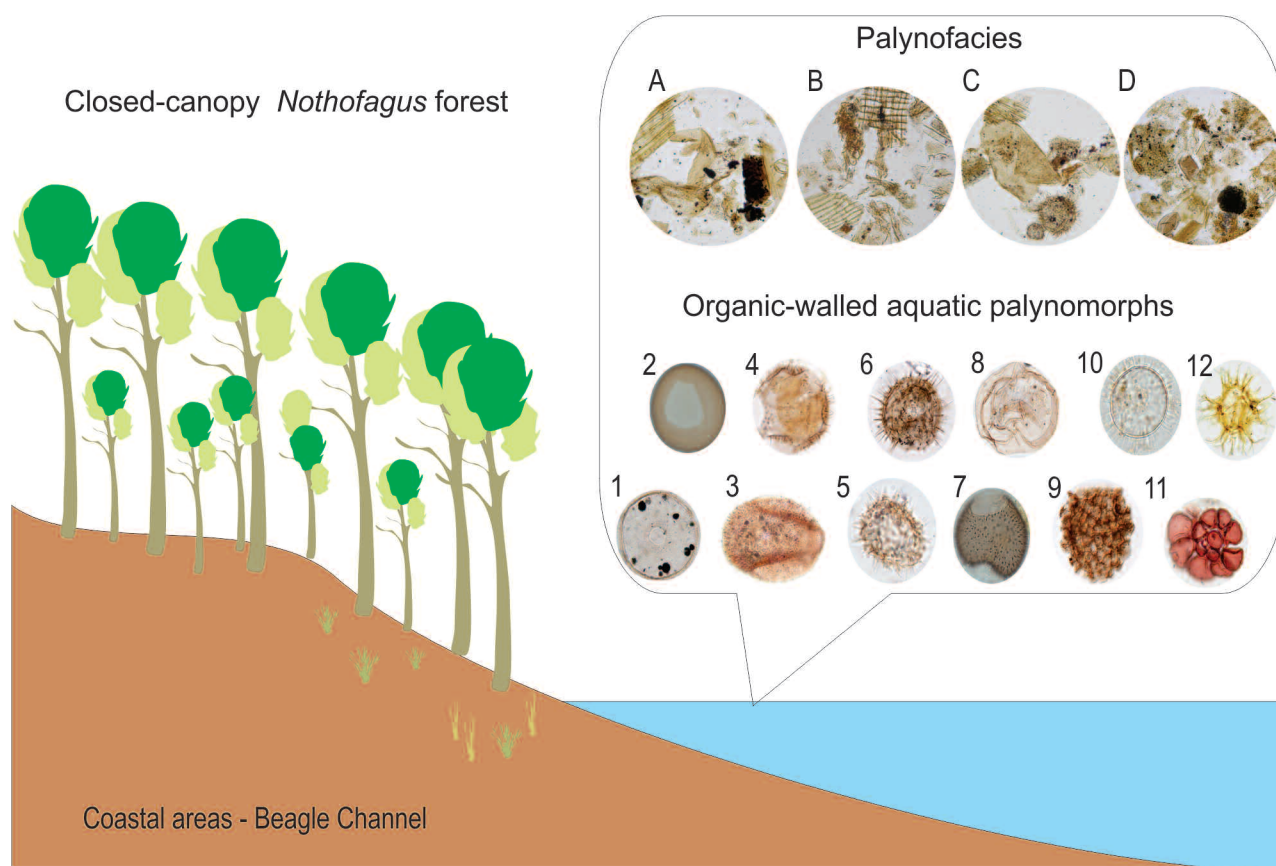 Palynofacies
A B C D
Closed-canopy Nothofagus forest
Organic-walled aquatic palynomorphs
2 4 6 8 10 12
1 3 5 7 9 11
Coastal areas - Beagle Channel